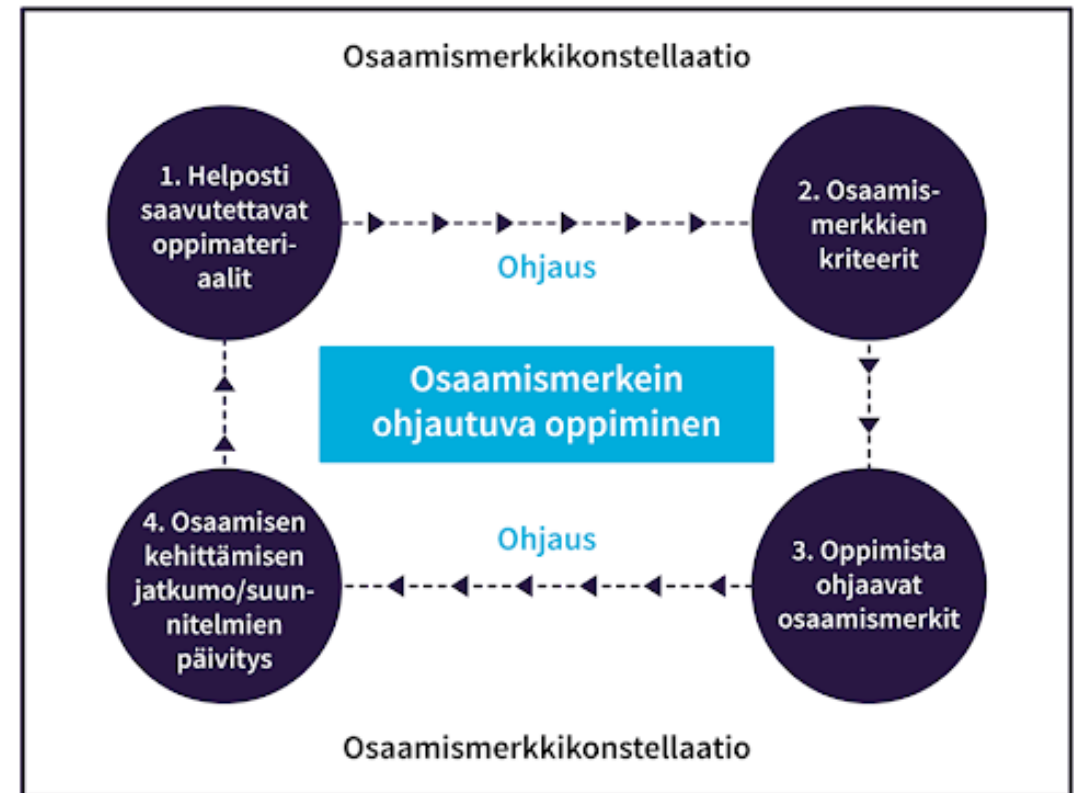 Osaamismerkkikonstellaatio
1. Helposti
saavutettavat
oppimateri-
aalit
Ohjaus
2. Osaamis-
merkkien
kriteerit
Osaamismerkein
ohjautuva oppiminen
4. Osaamisen
kehittämisen
jatkumo/suun-
nitelmien
päivitys
Ohjaus
3. Oppimista
ohjaavat
osaamismerkit
Osaamismerkkikonstellaatio